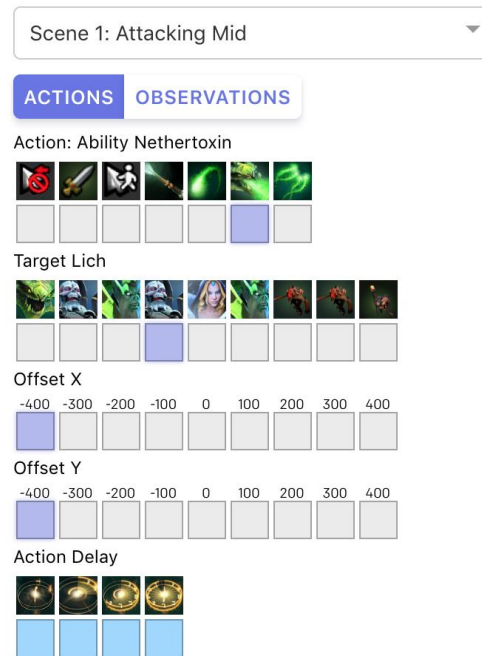 Scene 1: Attacking Mid
ACTIONS OBSERVATIONS
Action: Ability Nethertoxin
Target Lich
Offset X
-400 -300 -200 -100 0 100 200 300 400
Offset Y
-400 -300 -200 -100 0 100 200 300 400
Action Delay